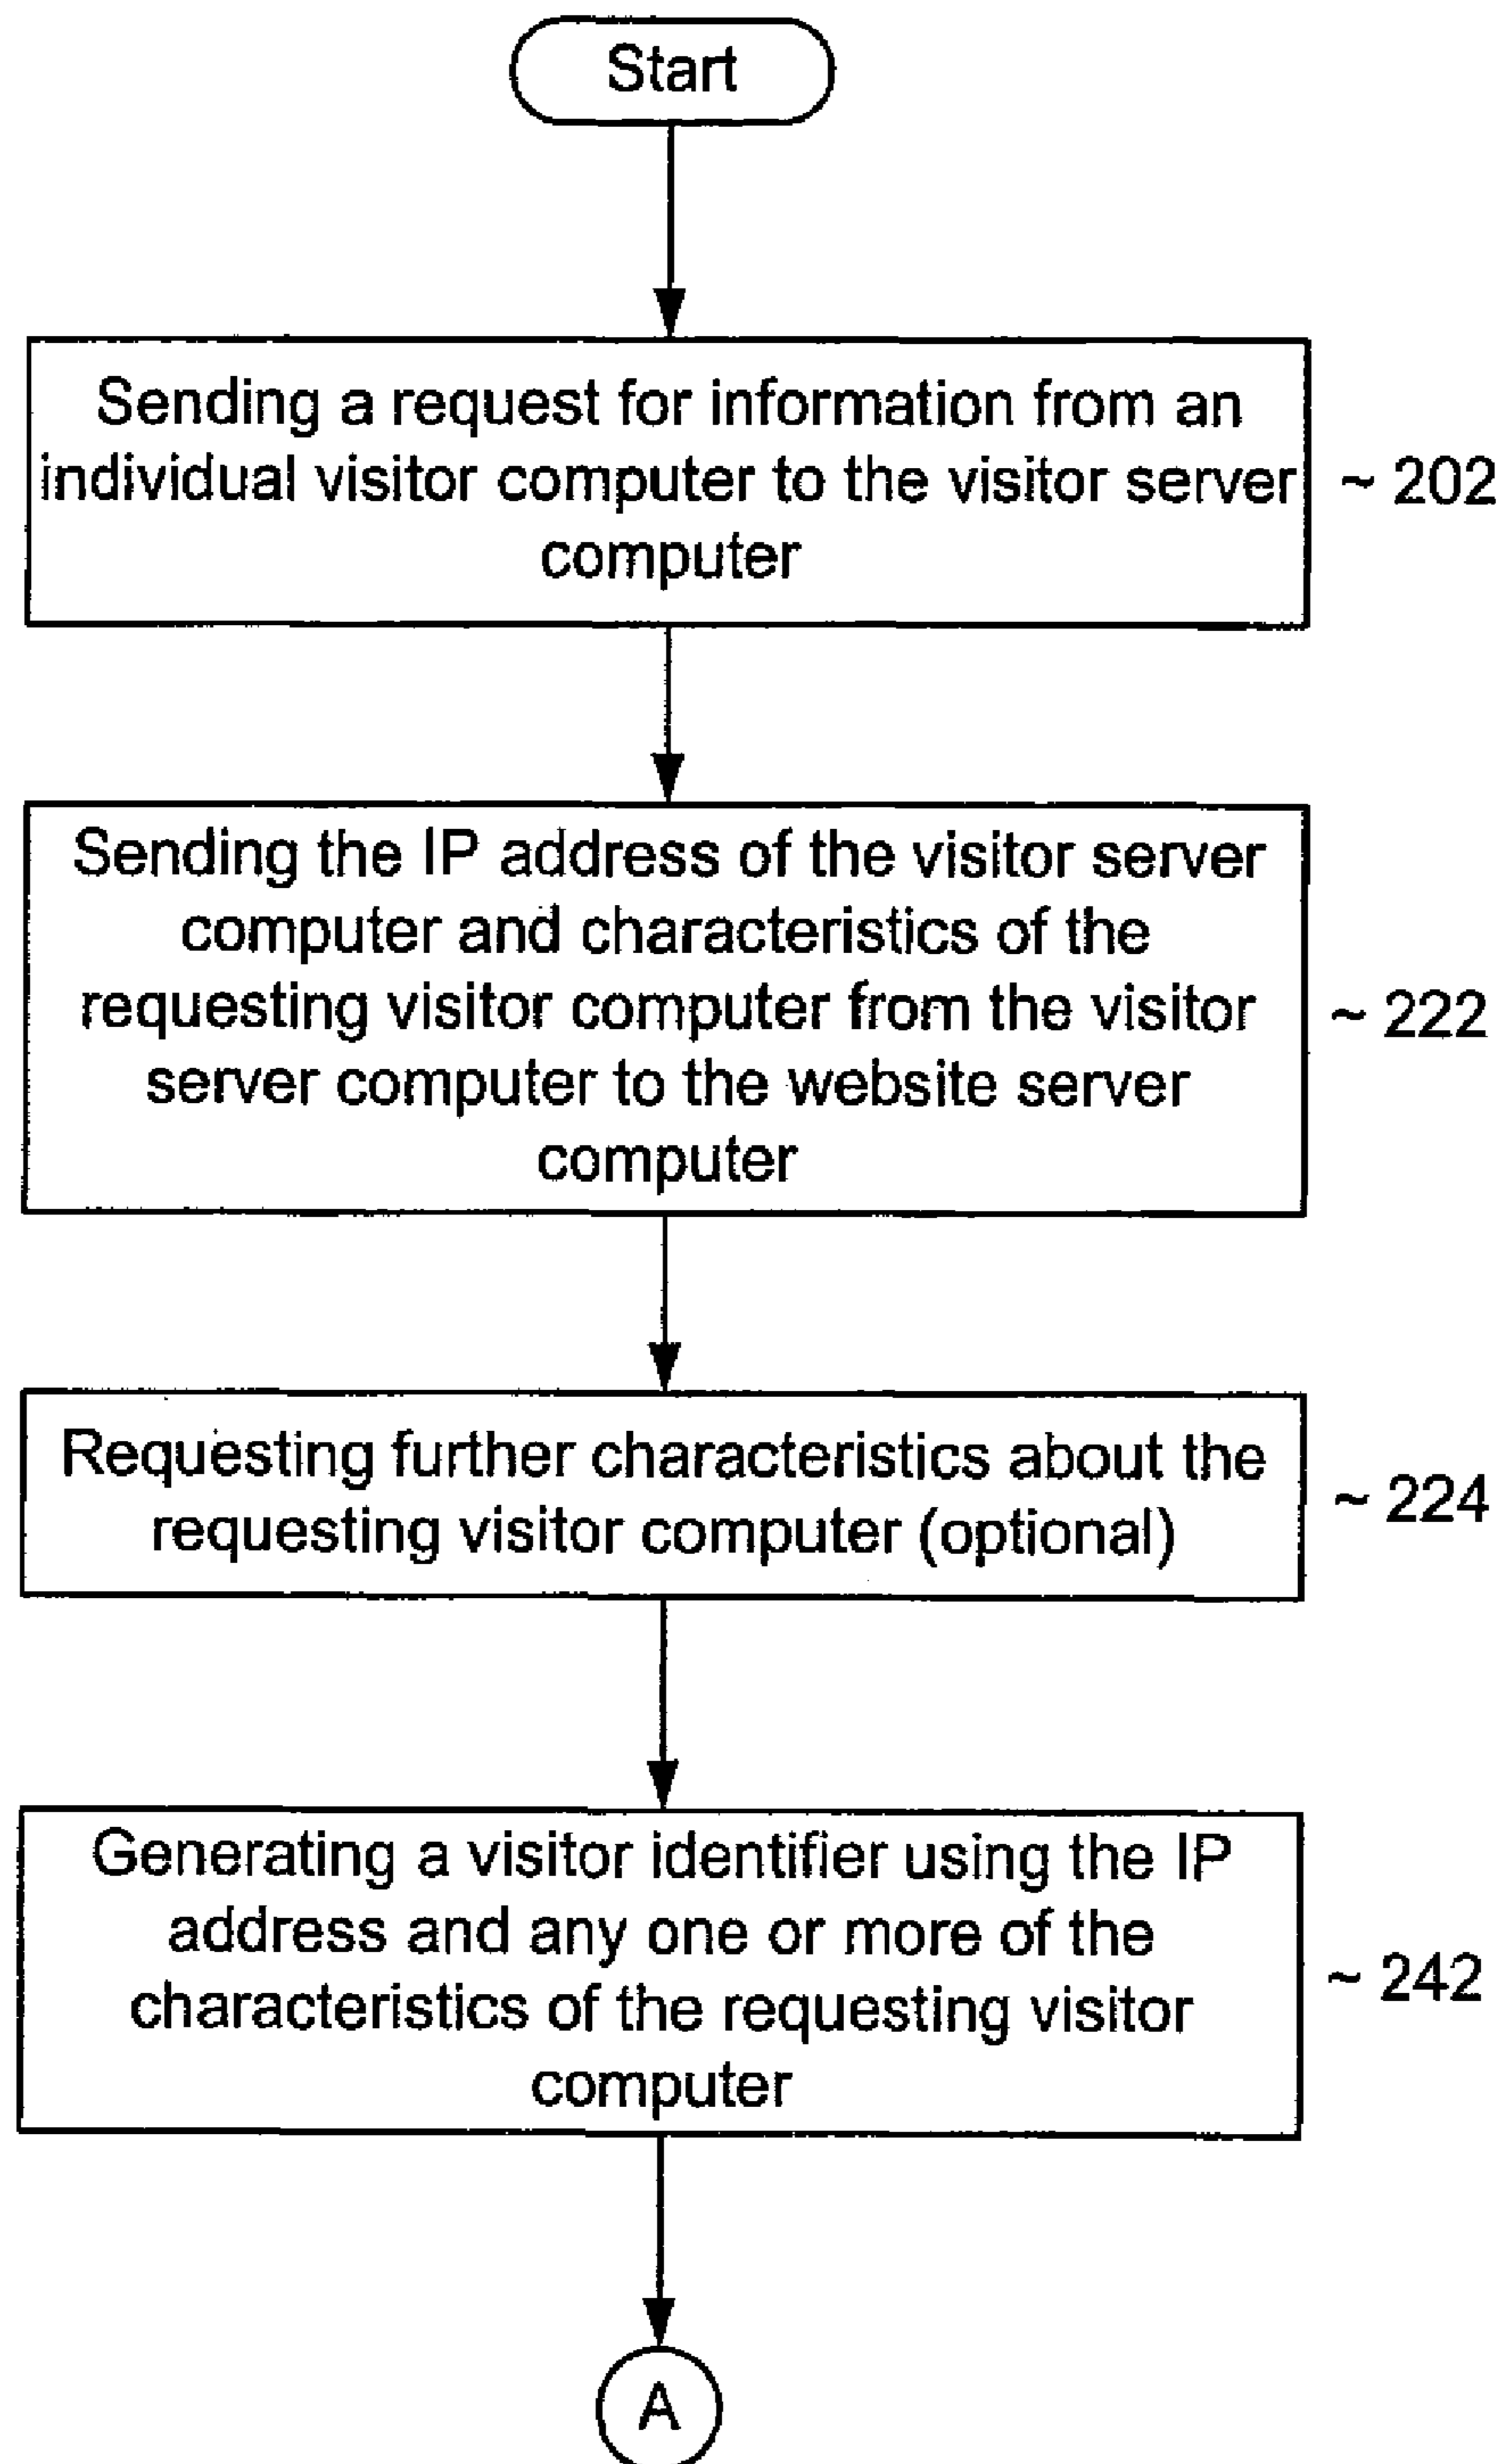 Start
Sending a request for information from an
individual visitor computer to the visitor server
computer
~ 202
Sending the IP address of the visitor server
computer and characteristics of the
requesting visitor computer from the visitor
server computer to the website server
computer
~ 222
Requesting further characteristics about the
requesting visitor computer (optional)
~ 224
Generating a visitor identifier using the IP
address and any one or more of the
characteristics of the requesting visitor
computer
~ 242
A